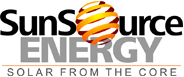 SunSource
ENERGY
SOLAR FROM THE CORE